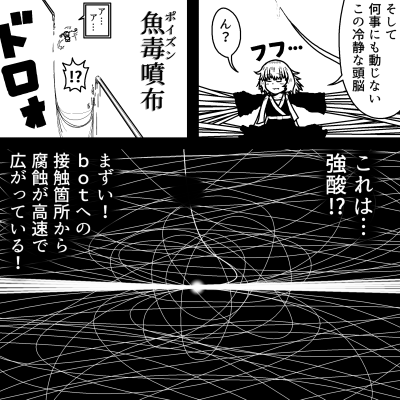 そして
何事にも動じない
この冷静な頭脳
フフ…
ん?
魚毒噴布
ポイズン
ア…
ア…
!?
ドロォ
これは…
強酸!?
まずい!
botへの
接触箇所から
腐蝕が高速で
広がっている!